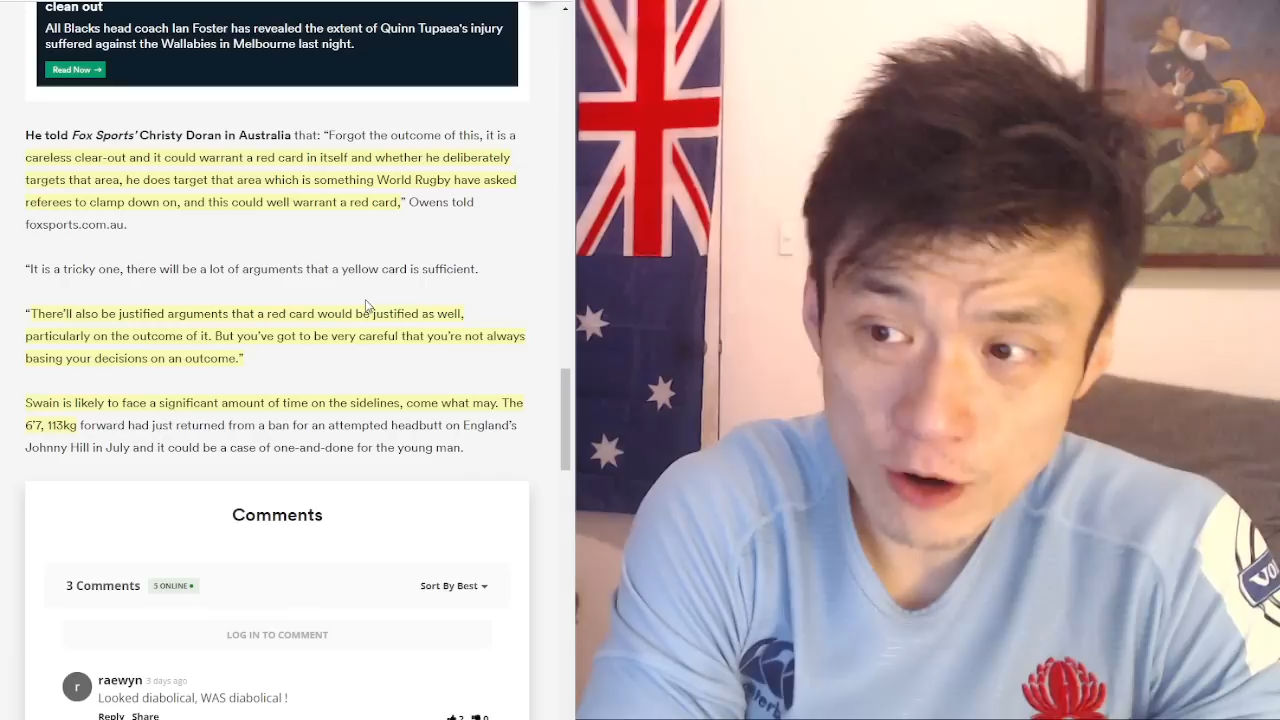 clean out
All Blacks head coach Ian Foster has revealed the extent of Quinn Tupaea's injury
suffered against the Wallabies in Melbourne last night.
Read Now →
He told Fox Sports' Christy Doran in Australia that: “Forgot the outcome of this, it is a
careless clear-out and it could warrant a red card in itself and whether he deliberately
targets that area, he does target that area which is something World Rugby have asked
referees to clamp down on, and this could well warrant a red card,” Owens told
foxsports.com.au.
“It is a tricky one, there will be a lot of arguments that a yellow card is sufficient.
“There’ll also be justified arguments that a red card would be justified as well,
particularly on the outcome of it. But you’ve got to be very careful that you’re not always
basing your decisions on an outcome.”
Swain is likely to face a significant amount of time on the sidelines, come what may. The
6’7, 113kg forward had just returned from a ban for an attempted headbutt on England’s
Johnny Hill in July and it could be a case of one-and-done for the young man.
Comments
3 Comments 5 ONLINE
Sort By Best
LOG IN TO COMMENT
r
raewyn 3 days ago
Looked diabolical, WAS diabolical !
Reply Share 2 0